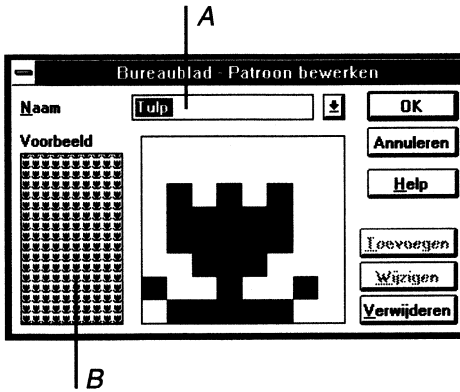 A
Bureaublad - Patroon bewerken
Naam
Tulp
OK
Voorbeeld
Annuleren
Help
Toevoegen
Wijzigen
Verwijderen
B